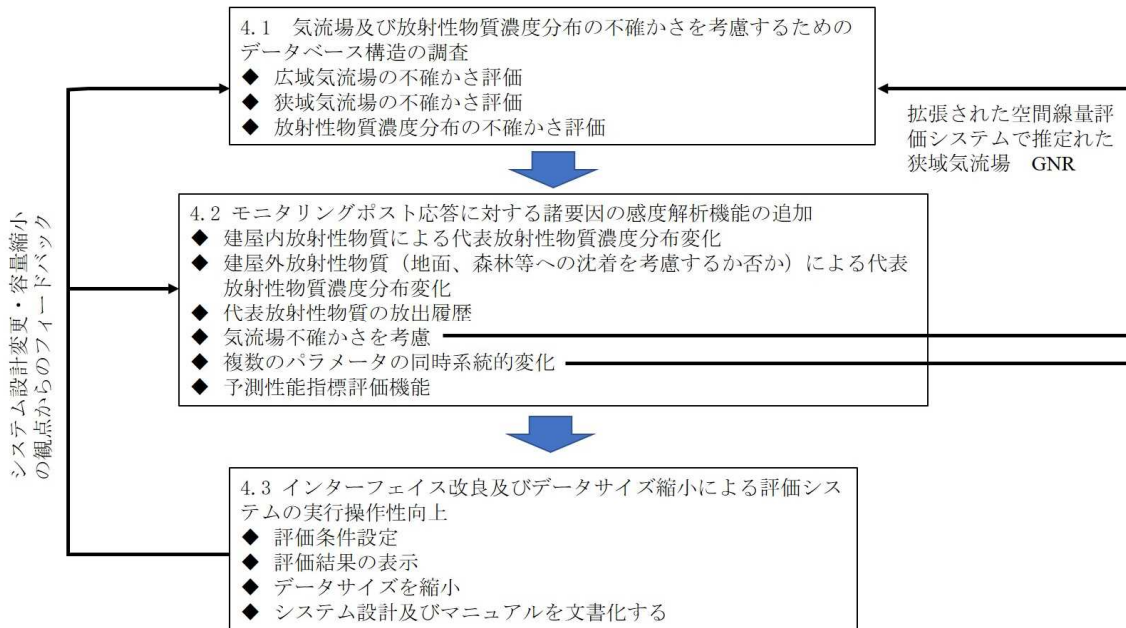 4.1 気流場及び放射性物質濃度分布の不確かさを考慮するための
データベース構造の調査
◆ 広域気流場の不確かさ評価
◆ 狭域気流場の不確かさ評価
◆ 放射性物質濃度分布の不確かさ評価
拡張された空間線量評
価システムで推定された
狭域気流場 GNR
4.2 モニタリングポスト応答に対する諸要因の感度解析機能の追加
◆ 建屋内放射性物質による代表放射性物質濃度分布変化
◆ 建屋外放射性物質（地面、森林等への沈着を考慮するか否か）による代表
放射性物質濃度分布変化
◆ 代表放射性物質の放出履歴
◆ 気流場不確かさを考慮
◆ 複数のパラメータの同時系統的変化
◆ 予測性能指標評価機能
システム設計変更・容量縮小
の観点からのフィードバック
4.3 インターフェイス改良及びデータサイズ縮小による評価シス
テムの実行操作性向上
◆ 評価条件設定
◆ 評価結果の表示
◆ データサイズを縮小
◆ システム設計及びマニュアルを文書化する